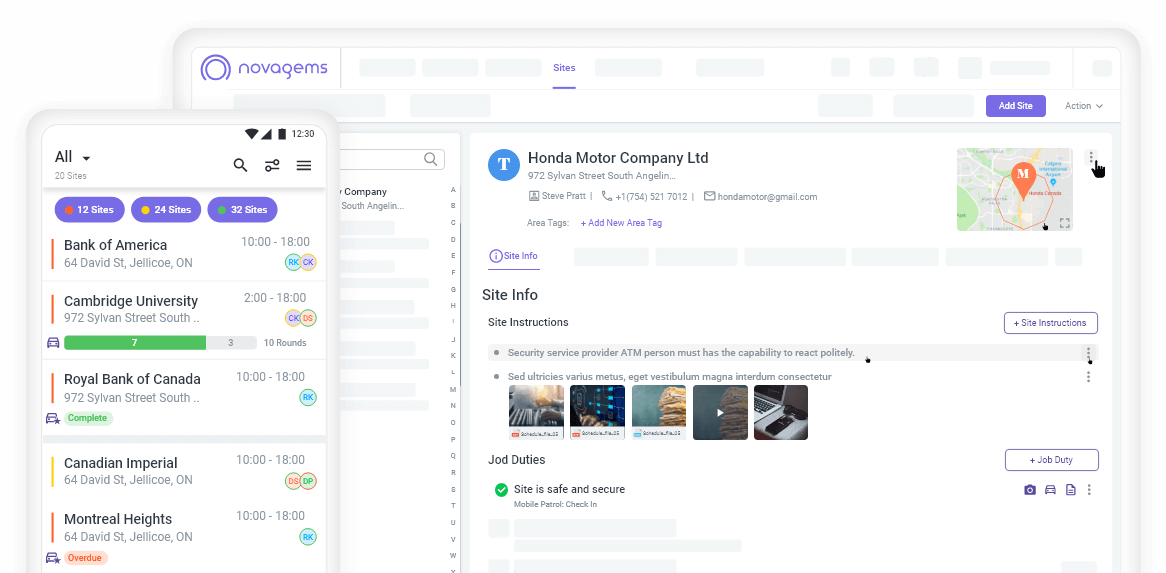 novagems
Sites
Add Site
Action
12:30
All
20 Sites
12 Sites
24 Sites
32 Sites
Bank of America
10:00 - 18:00
64 David St, Jellicoe, ON
RK CK
Cambridge University
2:00 - 18:00
972 Sylvan Street South ..
CK DS
7
3
10 Rounds
Royal Bank of Canada
10:00 - 18:00
972 Sylvan Street South ..
RK
Complete
Canadian Imperial
10:00 - 18:00
64 David St, Jellicoe, ON
DS DP
Montreal Heights
10:00 - 18:00
64 David St, Jellicoe, ON
RK
Overdue
y Company
South Angelin...
A
B
C
D
E
F
G
H
I
J
K
L
M
N
O
P
Q
R
S
T
U
V
W
X
T
Honda Motor Company Ltd
972 Sylvan Street South Angelin...
Steve Pratt | +1(754) 521 7012 | hondamotor@gmail.com
Area Tags: + Add New Area Tag
M
Calgary
International
Airport
Honda Canada
Site Info
Site Info
Site Instructions
+ Site Instructions
Security service provider ATM person must has the capability to react politely.
Sed ultricies varius metus, eget vestibulum magna interdum consectetur
Schedule_file_25
Schedule_file_25
Schedule_file_25
Jod Duties
+ Job Duty
Site is safe and secure
Mobile Patrol: Check In